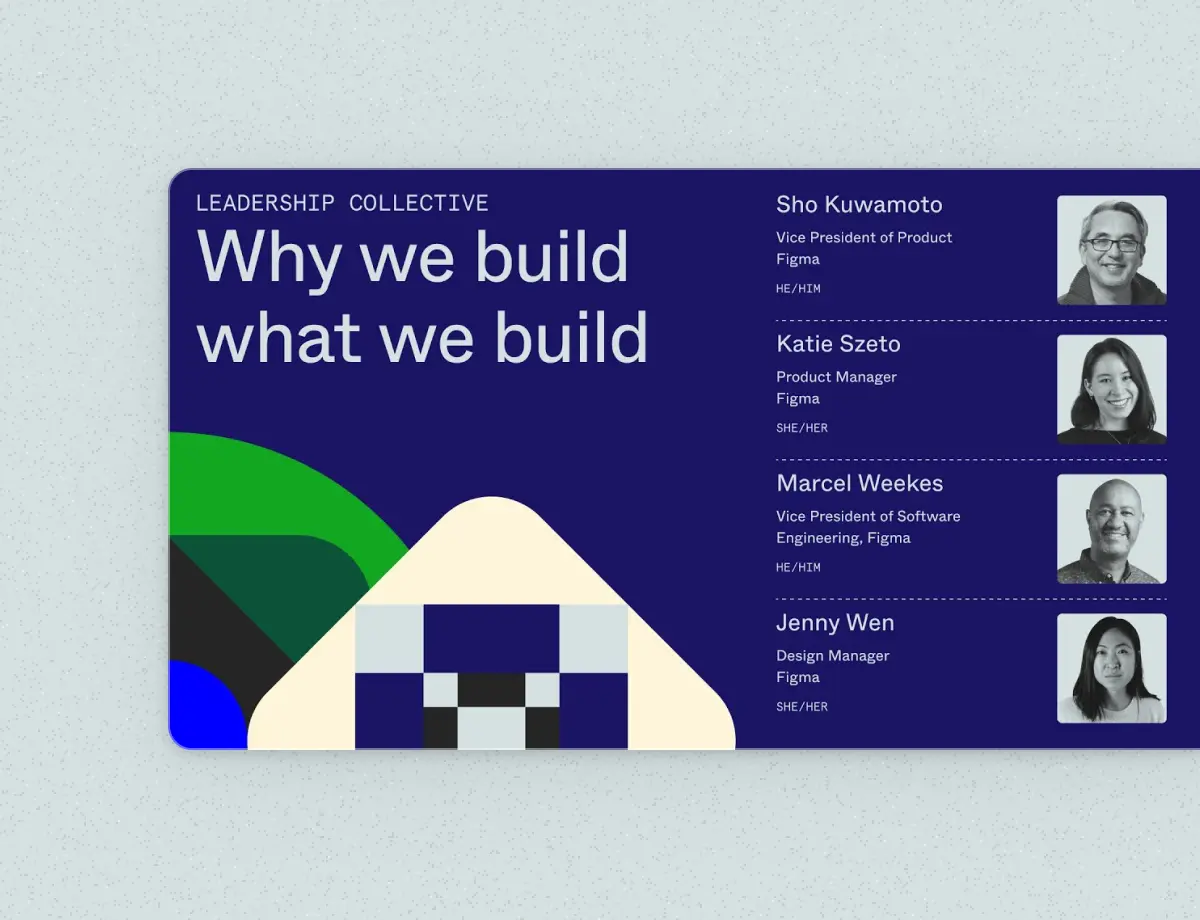 LEADERSHIP COLLECTIVE
Why we build
what we build
Sho Kuwamoto
Vice President of Product
Figma
HE/HIM
Katie Szeto
Product Manager
Figma
SHE/HER
Marcel Weekes
Vice President of Software
Engineering, Figma
HE/HIM
Jenny Wen
Design Manager
Figma
SHE/HER